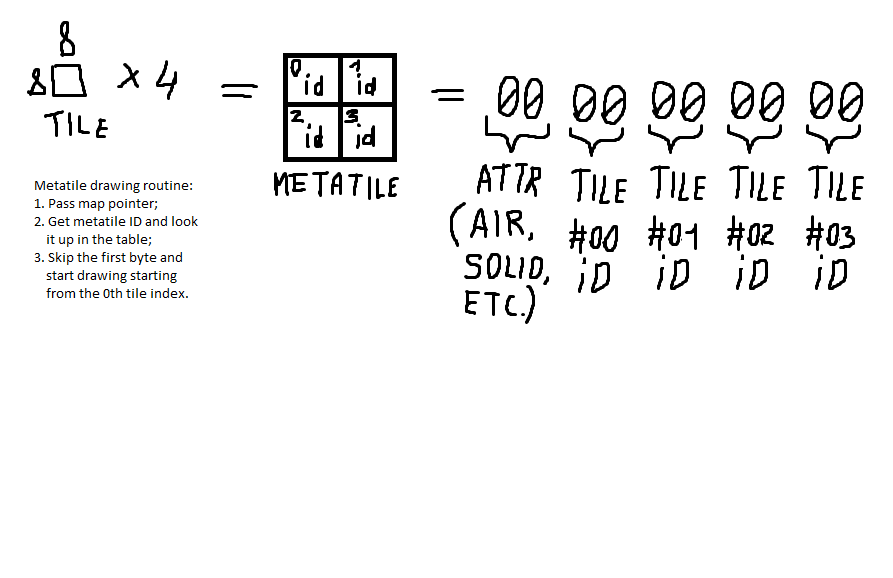 8
8 × 4 = 0 id 1 id = 00 00 00 00 00
2 id 3 id
TILE
METATILE
ATTR TILE TILE TILE TILE
(AIR, #00 #01 #02 #03
SOLID, iD iD iD iD
ETC.)
Metatile drawing routine:
1. Pass map pointer;
2. Get metatile ID and look
it up in the table;
3. Skip the first byte and
start drawing starting
from the 0th tile index.